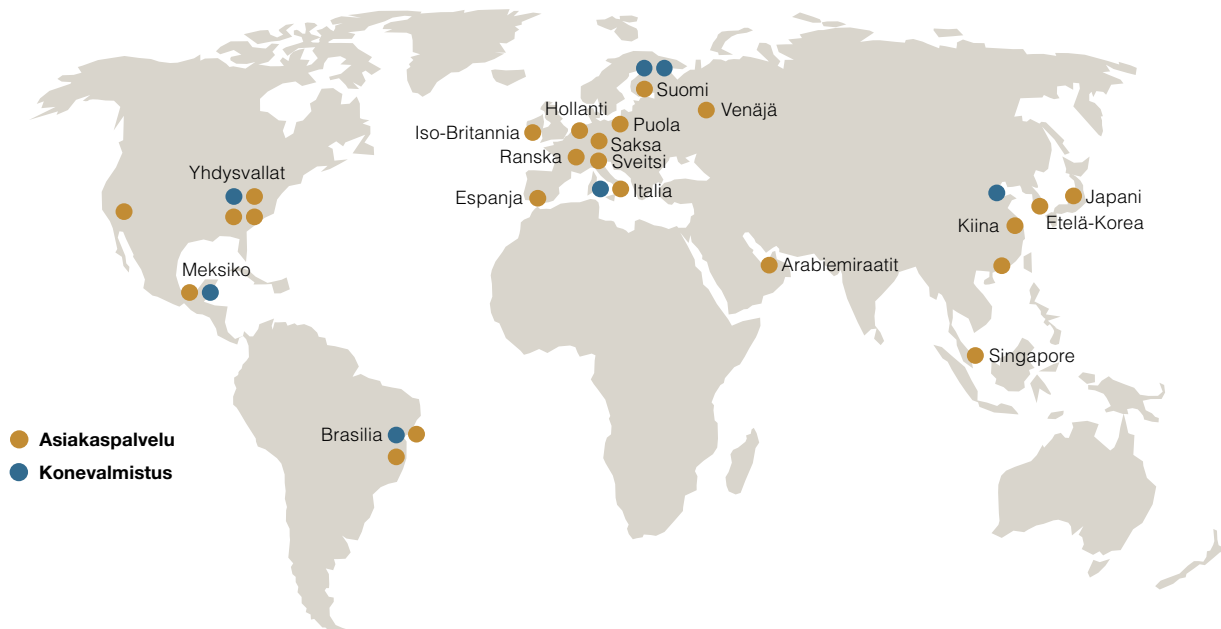 Suomi
Hollanti
Venäjä
Iso-Britannia
Puola
Saksa
Ranska
Sveitsi
Yhdysvallat
Espanja
Italia
Japani
Kiina
Etelä-Korea
Meksiko
Arabiemiraatit
Singapore
Brasilia
Asiakaspalvelu
Konevalmistus